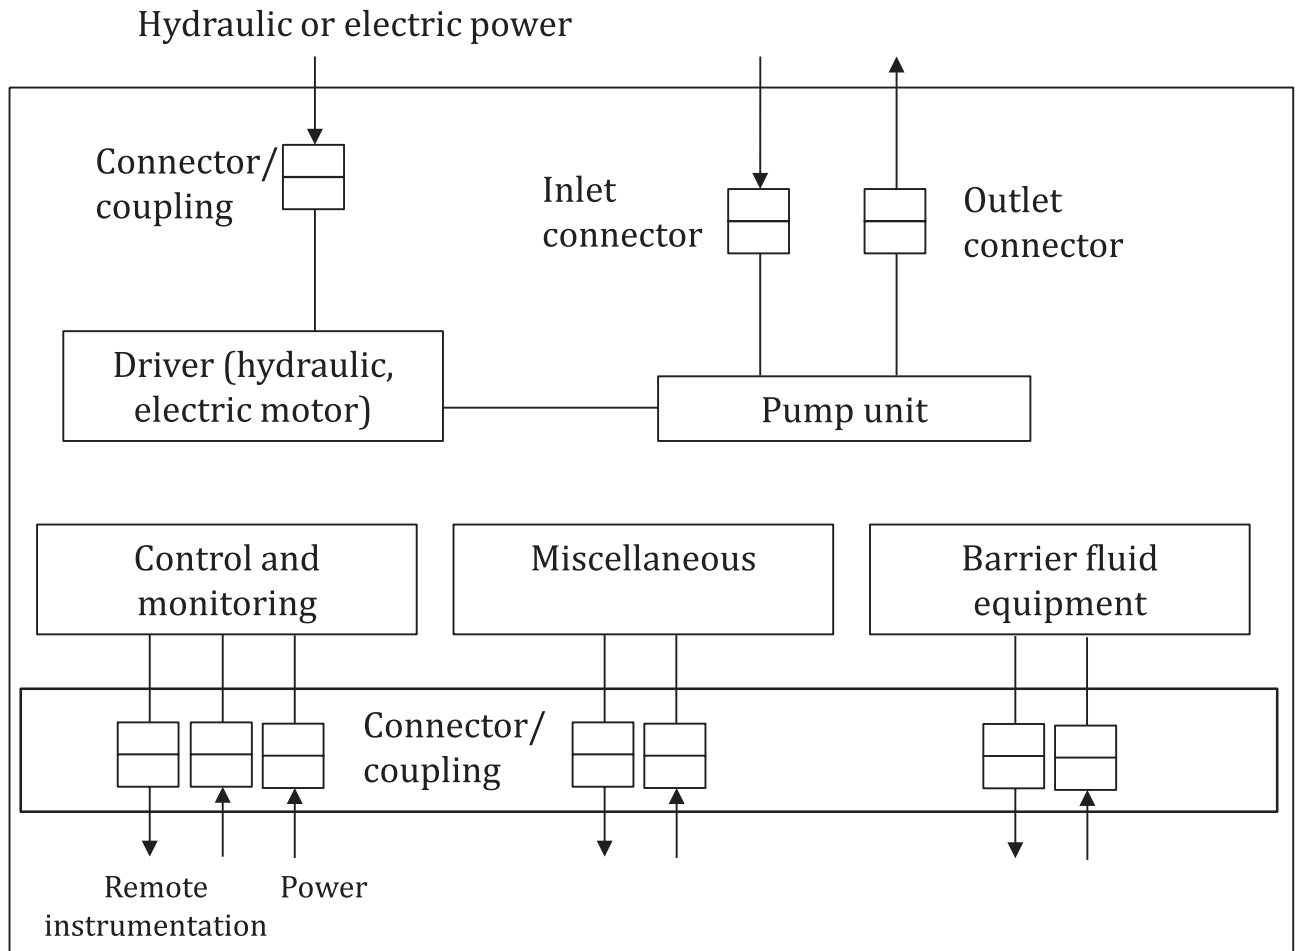 Hydraulic or electric power
Connector/
coupling
Inlet
connector
Outlet
connector
Driver (hydraulic,
electric motor)
Pump unit
Control and
monitoring
Miscellaneous
Barrier fluid
equipment
Connector/
coupling
Remote
instrumentation
Power